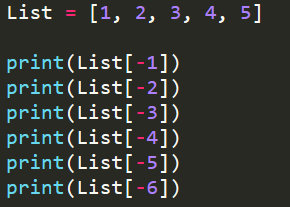 List = [1, 2, 3, 4, 5]
print(List[-1])
print(List[-2])
print(List[-3])
print(List[-4])
print(List[-5])
print(List[-6])